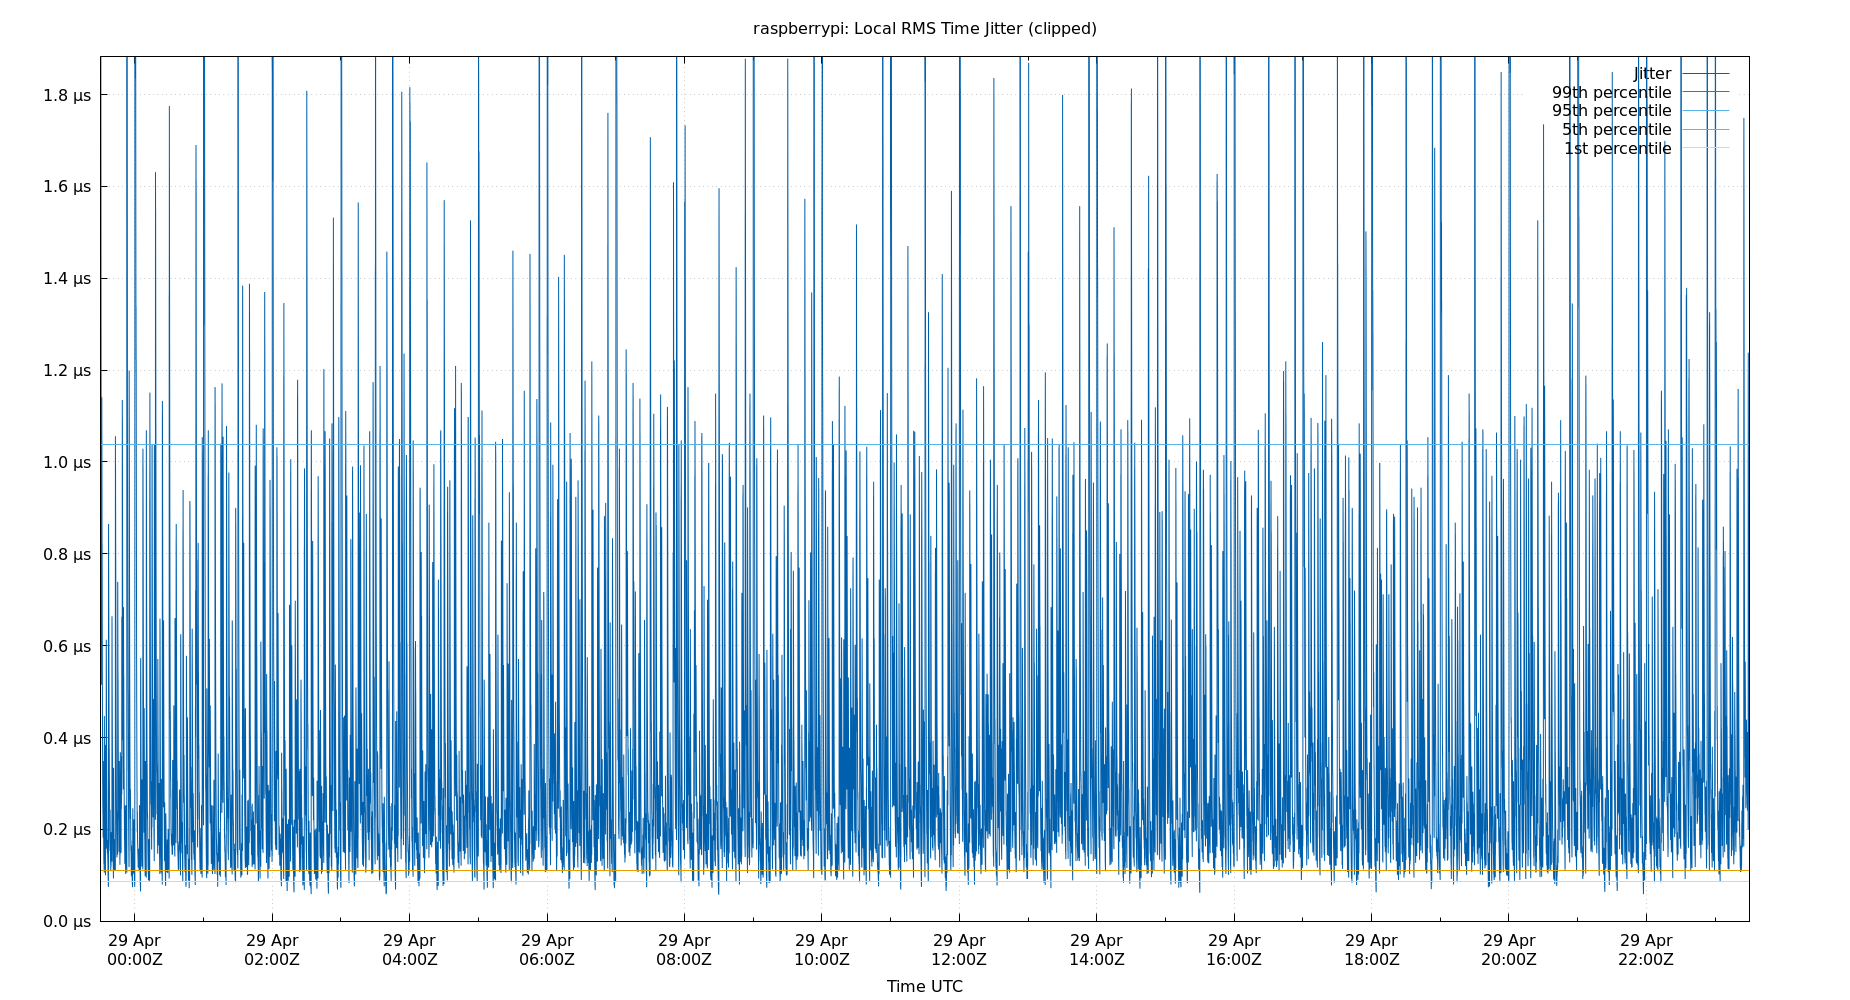 raspberrypi: Local RMS Time Jitter (clipped)
Jitter
99th percentile
95th percentile
5th percentile
1st percentile
1.8 µs
1.6 µs
1.4 µs
1.2 µs
1.0 µs
0.8 µs
0.6 µs
0.4 µs
0.2 µs
0.0 µs
29 Apr 29 Apr 29 Apr 29 Apr 29 Apr 29 Apr 29 Apr 29 Apr 29 Apr 29 Apr 29 Apr 29 Apr
00:00Z 02:00Z 04:00Z 06:00Z 08:00Z 10:00Z 12:00Z 14:00Z 16:00Z 18:00Z 20:00Z 22:00Z
Time UTC